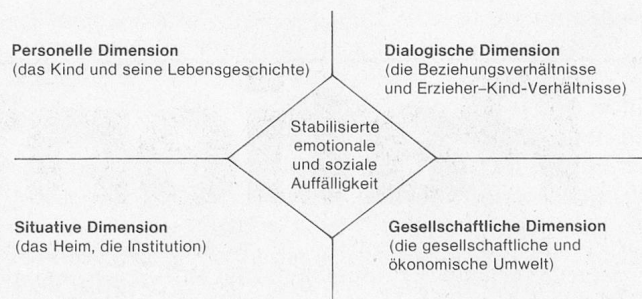 Personelle Dimension
(das Kind und seine Lebensgeschichte)
Dialogische Dimension
(die Beziehungsverhältnisse
und Erzieher–Kind-Verhältnisse)
Stabilisierte
emotionale
und soziale
Auffälligkeit
Situative Dimension
(das Heim, die Institution)
Gesellschaftliche Dimension
(die gesellschaftliche und
ökonomische Umwelt)